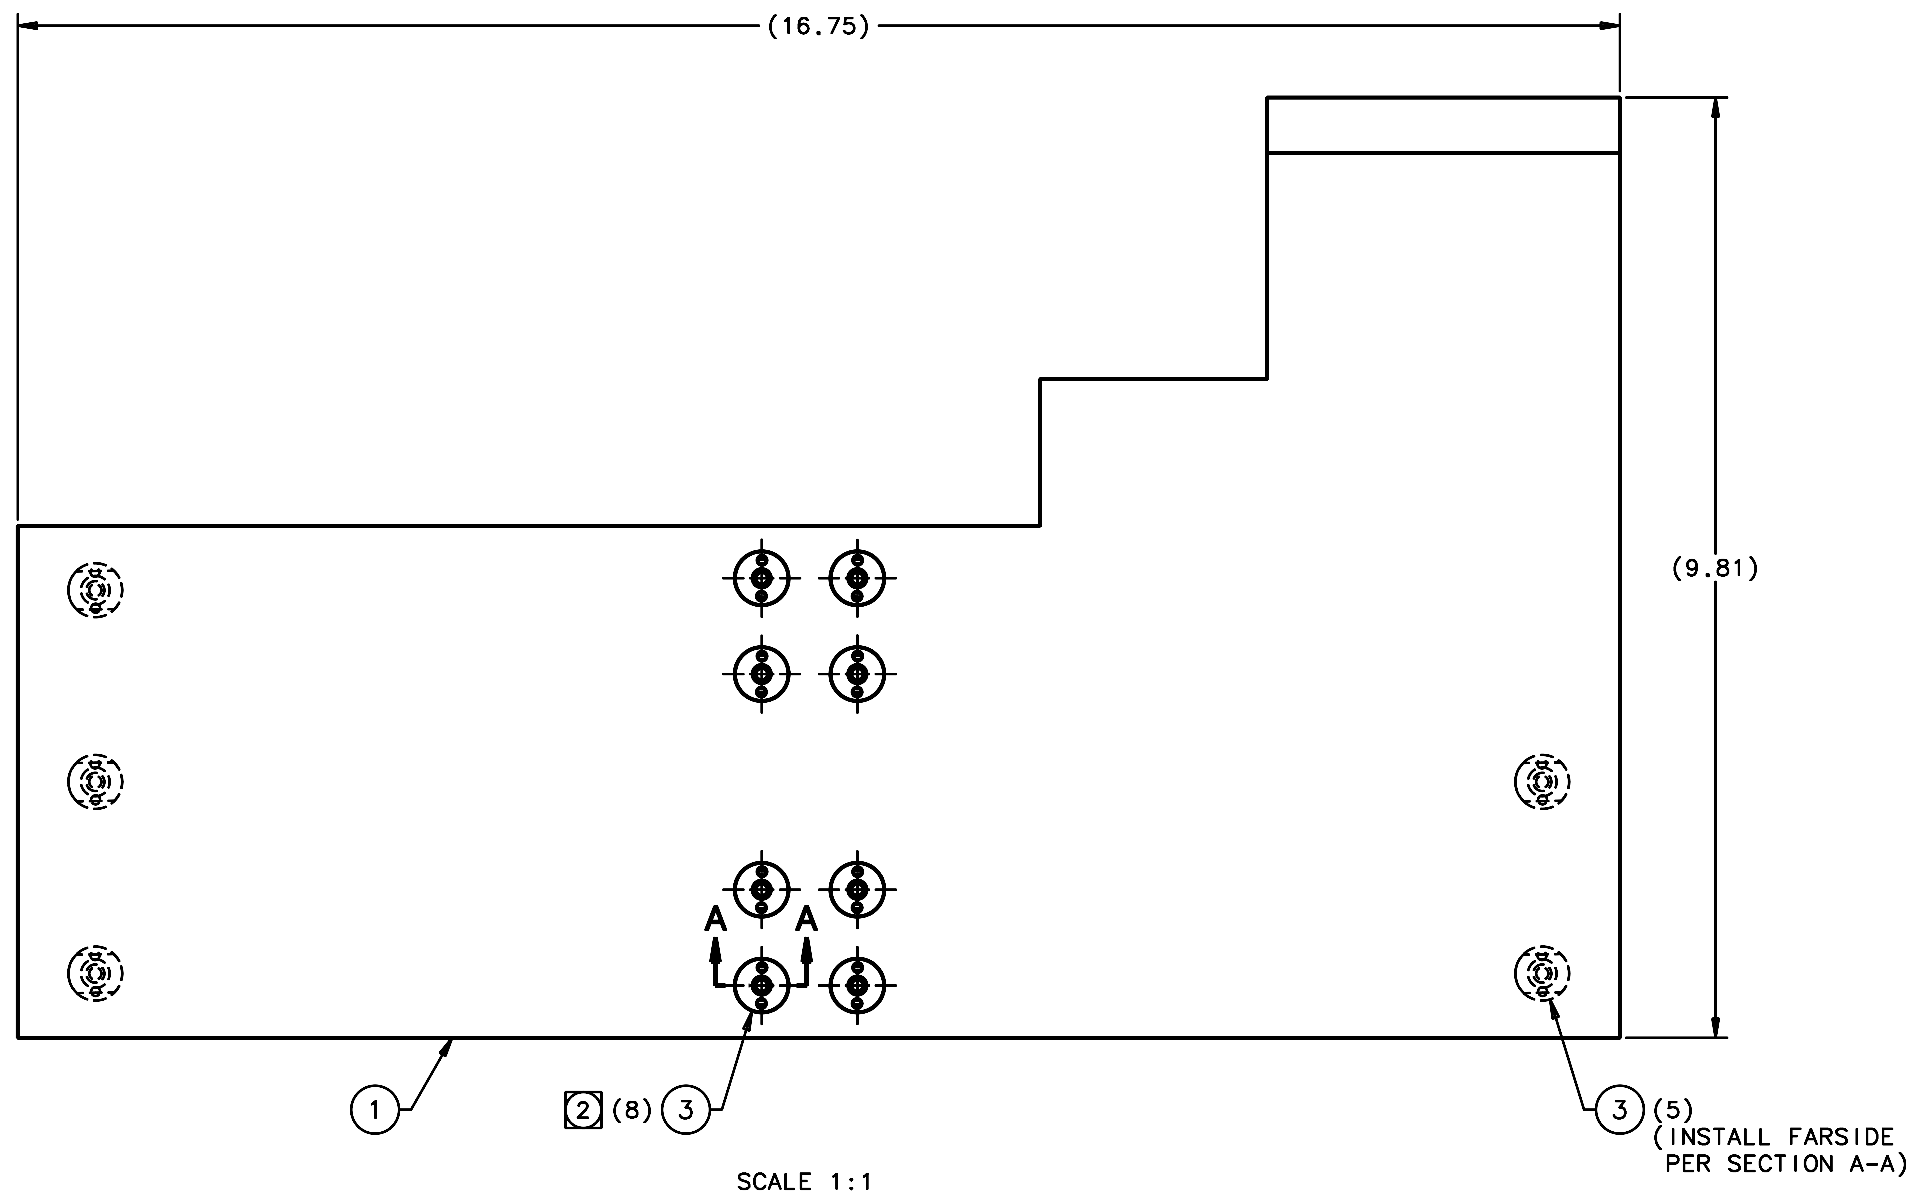 (16.75)
(9.81)
A A
1
2 (8) 3
3 (5)
(INSTALL FARSIDE
PER SECTION A-A)
SCALE 1:1